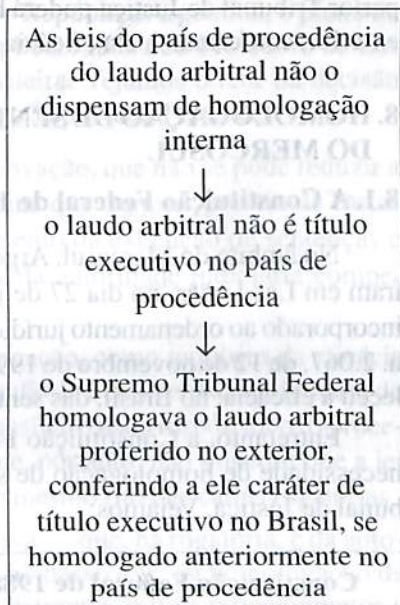 As leis do país de procedência
do laudo arbitral não o
dispensam de homologação
interna
↓
o laudo arbitral não é título
executivo no país de
procedência
↓
o Supremo Tribunal Federal
homologava o laudo arbitral
proferido no exterior,
conferindo a ele caráter de
título executivo no Brasil, se
homologado anteriormente no
país de procedência